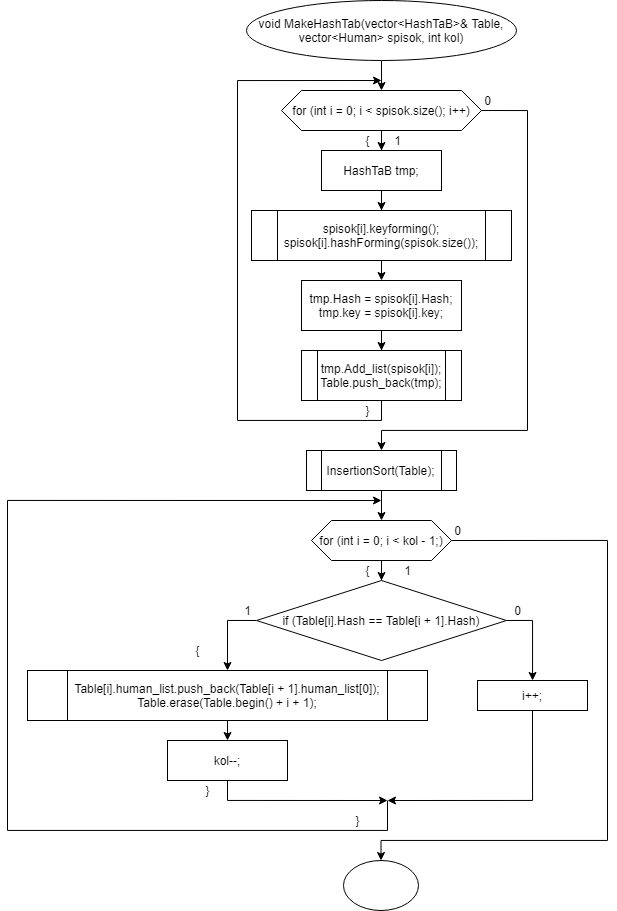 void MakeHashTab(vector<HashTaB>& Table,
vector<Human> spisok, int kol)
for (int i = 0; i < spisok.size(); i++)
0
{
1
HashTaB tmp;
spisok[i].keyforming();
spisok[i].hashForming(spisok.size());
tmp.Hash = spisok[i].Hash;
tmp.key = spisok[i].key;
tmp.Add_list(spisok[i]);
Table.push_back(tmp);
}
InsertionSort(Table);
for (int i = 0; i < kol - 1;)
0
{
1
if (Table[i].Hash == Table[i + 1].Hash)
1
0
{
Table[i].human_list.push_back(Table[i + 1].human_list[0]);
Table.erase(Table.begin() + i + 1);
i++;
kol--;
}
}